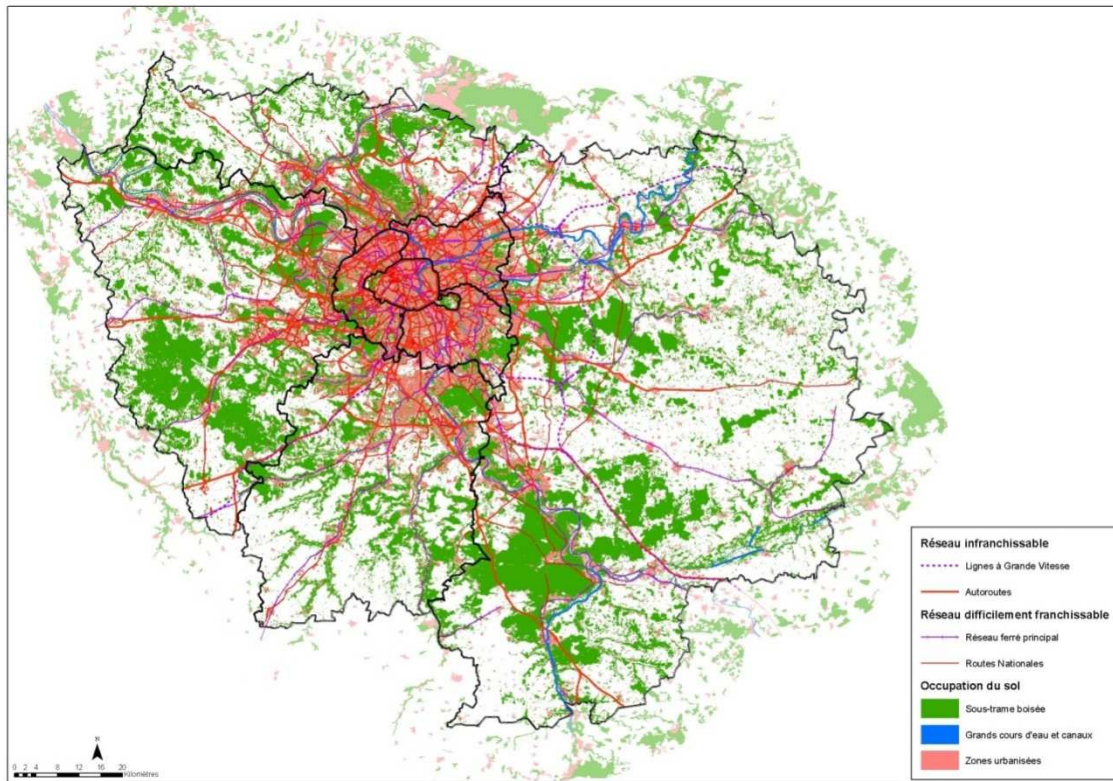 Réseau infranchissable
Lignes à Grande Vitesse
Autoroutes
Réseau difficilement franchissable
Réseau ferré principal
Routes Nationales
Occupation du sol
Sous-trame boisée
Grands cours d'eau et canaux
Zones urbanisées
N
0 2 4 8 12 16 20
Kilomètres